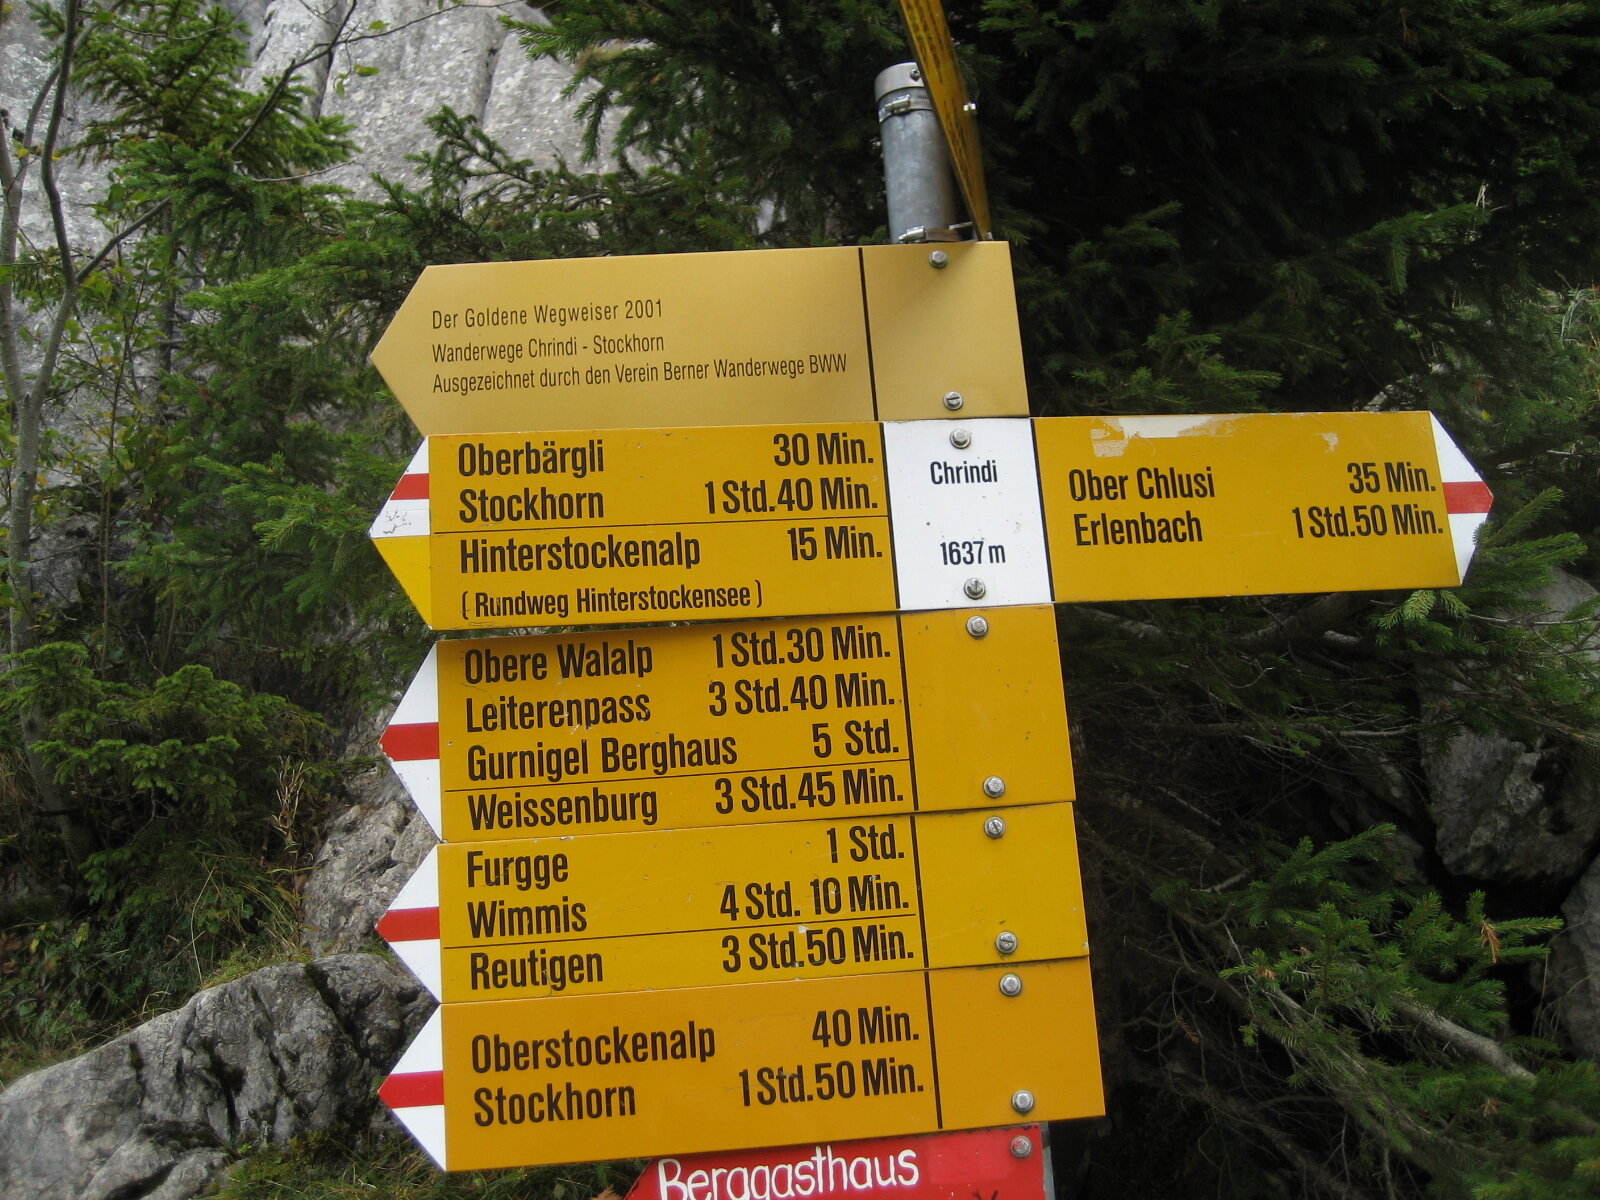 Der Goldene Wegweiser 2001
Wanderwege Chrindi - Stockhorn
Ausgezeichnet durch den Verein Berner Wanderwege BWW
Oberbärgli 30 Min.
Stockhorn 1 Std.40 Min.
Hinterstockenalp 15 Min.
( Rundweg Hinterstockensee )
Chrindi
1637 m
Ober Chlusi 35 Min.
Erlenbach 1 Std.50 Min.
Obere Walalp 1 Std.30 Min.
Leiterenpass 3 Std.40 Min.
Gurnigel Berghaus 5 Std.
Weissenburg 3 Std.45 Min.
Furgge 1 Std.
Wimmis 4 Std. 10 Min.
Reutigen 3 Std.50 Min.
Oberstockenalp 40 Min.
Stockhorn 1 Std.50 Min.
Berggasthaus